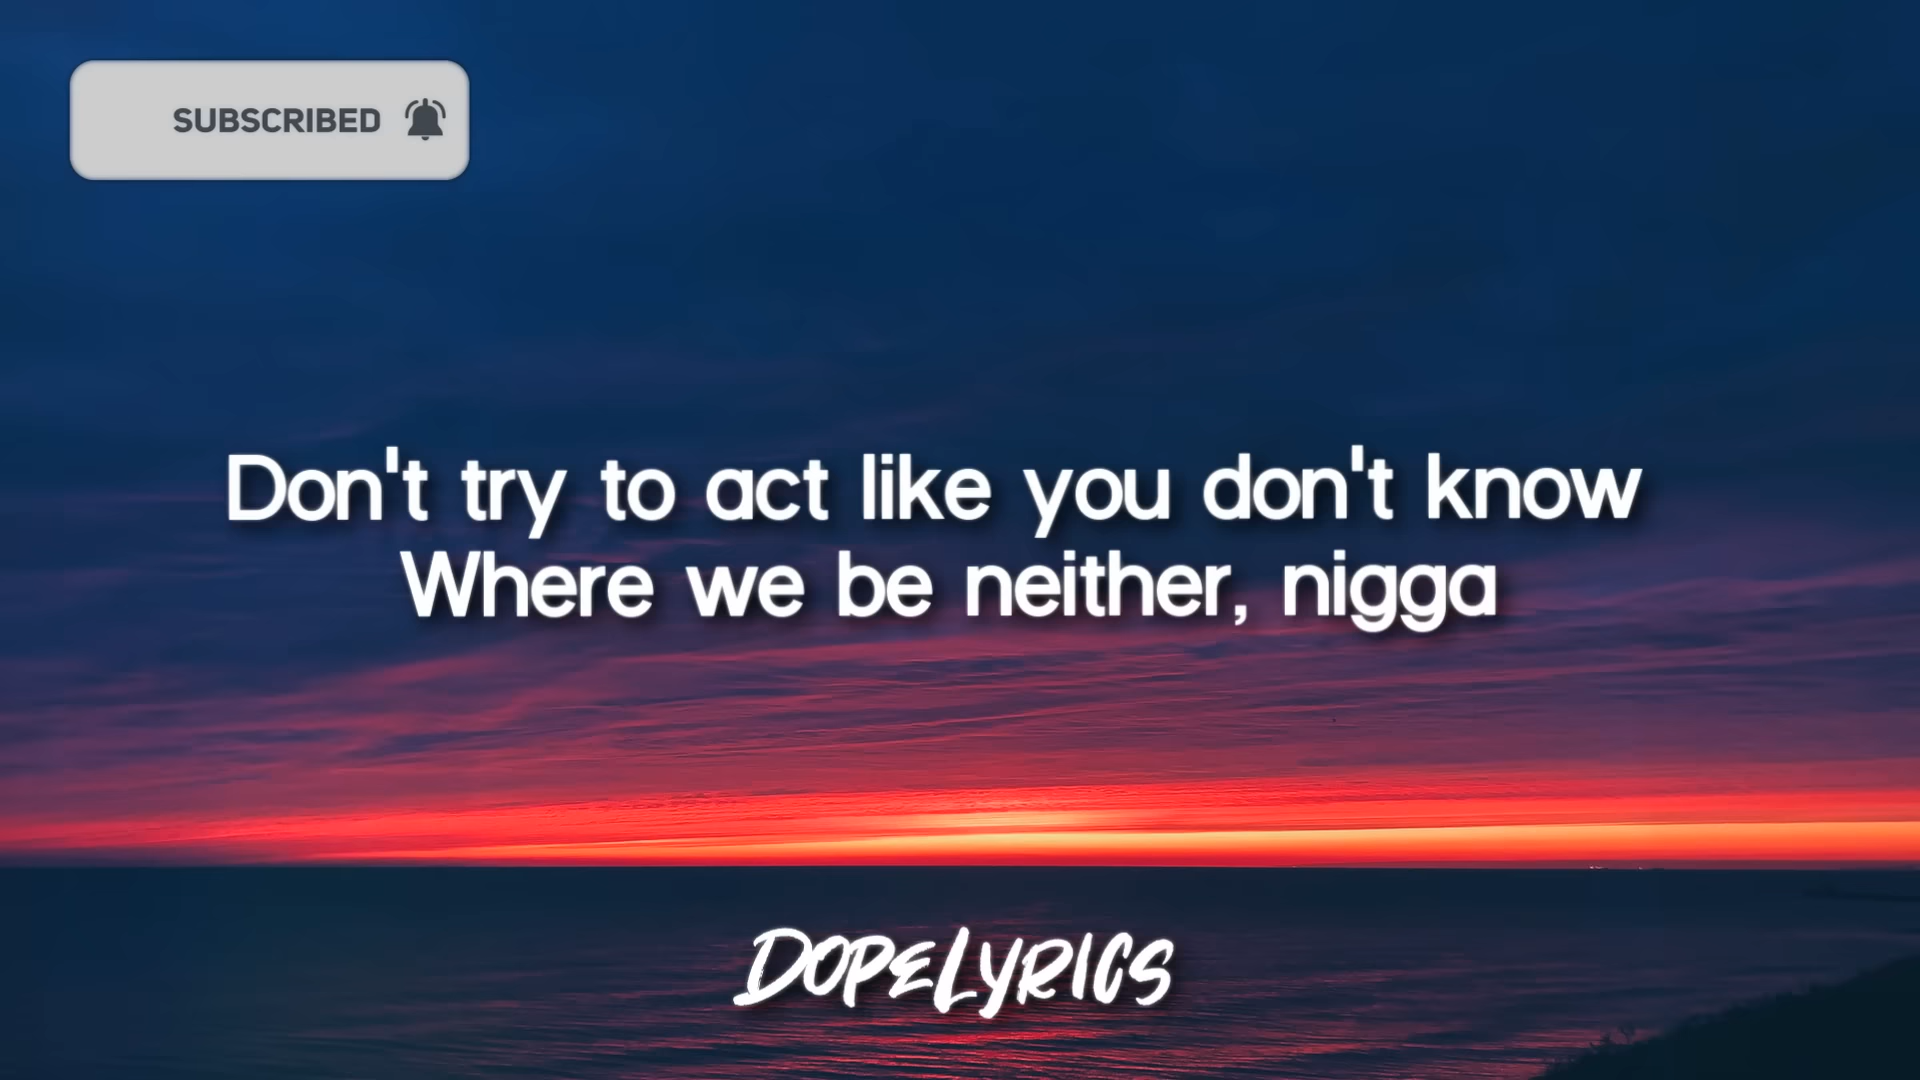 SUBSCRIBED
Don't try to act like you don't know
Where we be neither, nigga
DOPELYRICS